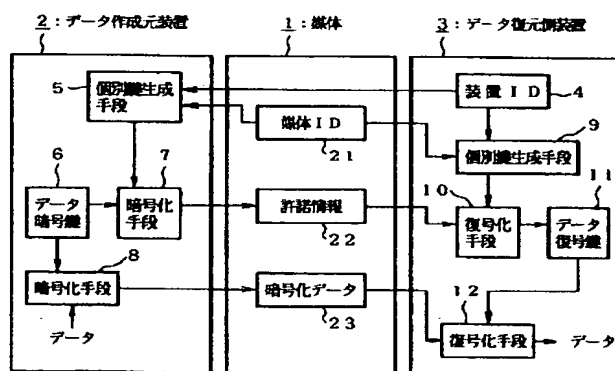 2：データ作成元装置
1：媒体
3：データ復元側装置
5
個別鍵生成
手段
装置ID
4
媒体ID
21
9
個別鍵生成手段
6
データ
暗号鍵
7
暗号化
手段
許諾情報
22
10
復号化
手段
11
データ
復号鍵
8
暗号化手段
データ
暗号化データ
23
12
復号化手段
データ